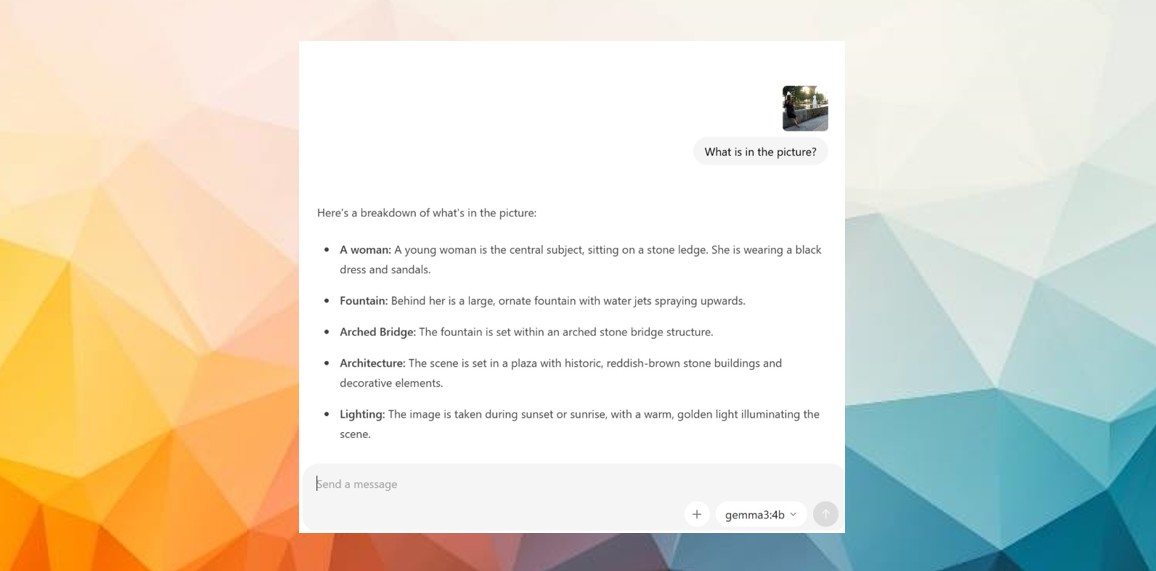 What is in the picture?
Here's a breakdown of what's in the picture:
• A woman: A young woman is the central subject, sitting on a stone ledge. She is wearing a black
dress and sandals.
• Fountain: Behind her is a large, ornate fountain with water jets spraying upwards.
• Arched Bridge: The fountain is set within an arched stone bridge structure.
• Architecture: The scene is set in a plaza with historic, reddish-brown stone buildings and
decorative elements.
• Lighting: The image is taken during sunset or sunrise, with a warm, golden light illuminating the
scene.
Send a message
gemma3:4b